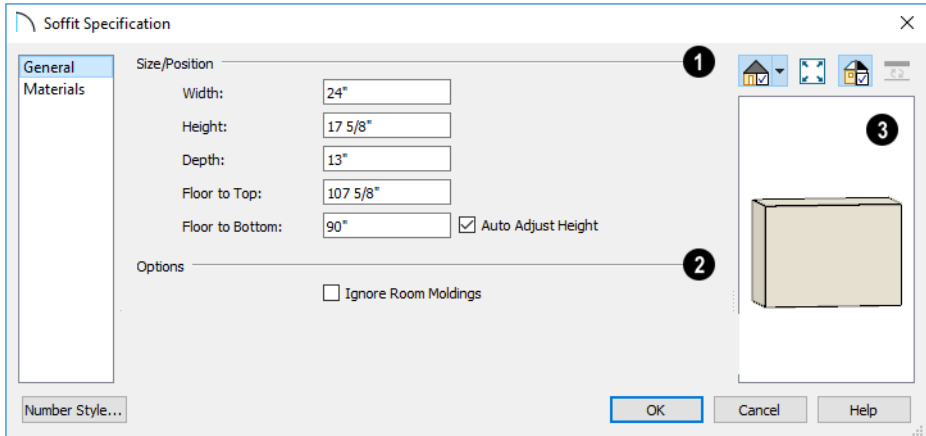 Soffit Specification
General
Materials
Size/Position
1
Width: 24"
Height: 17 5/8"
Depth: 13"
Floor to Top: 107 5/8"
Floor to Bottom: 90" Auto Adjust Height
Options
2
Ignore Room Moldings
3
Number Style...
OK
Cancel
Help